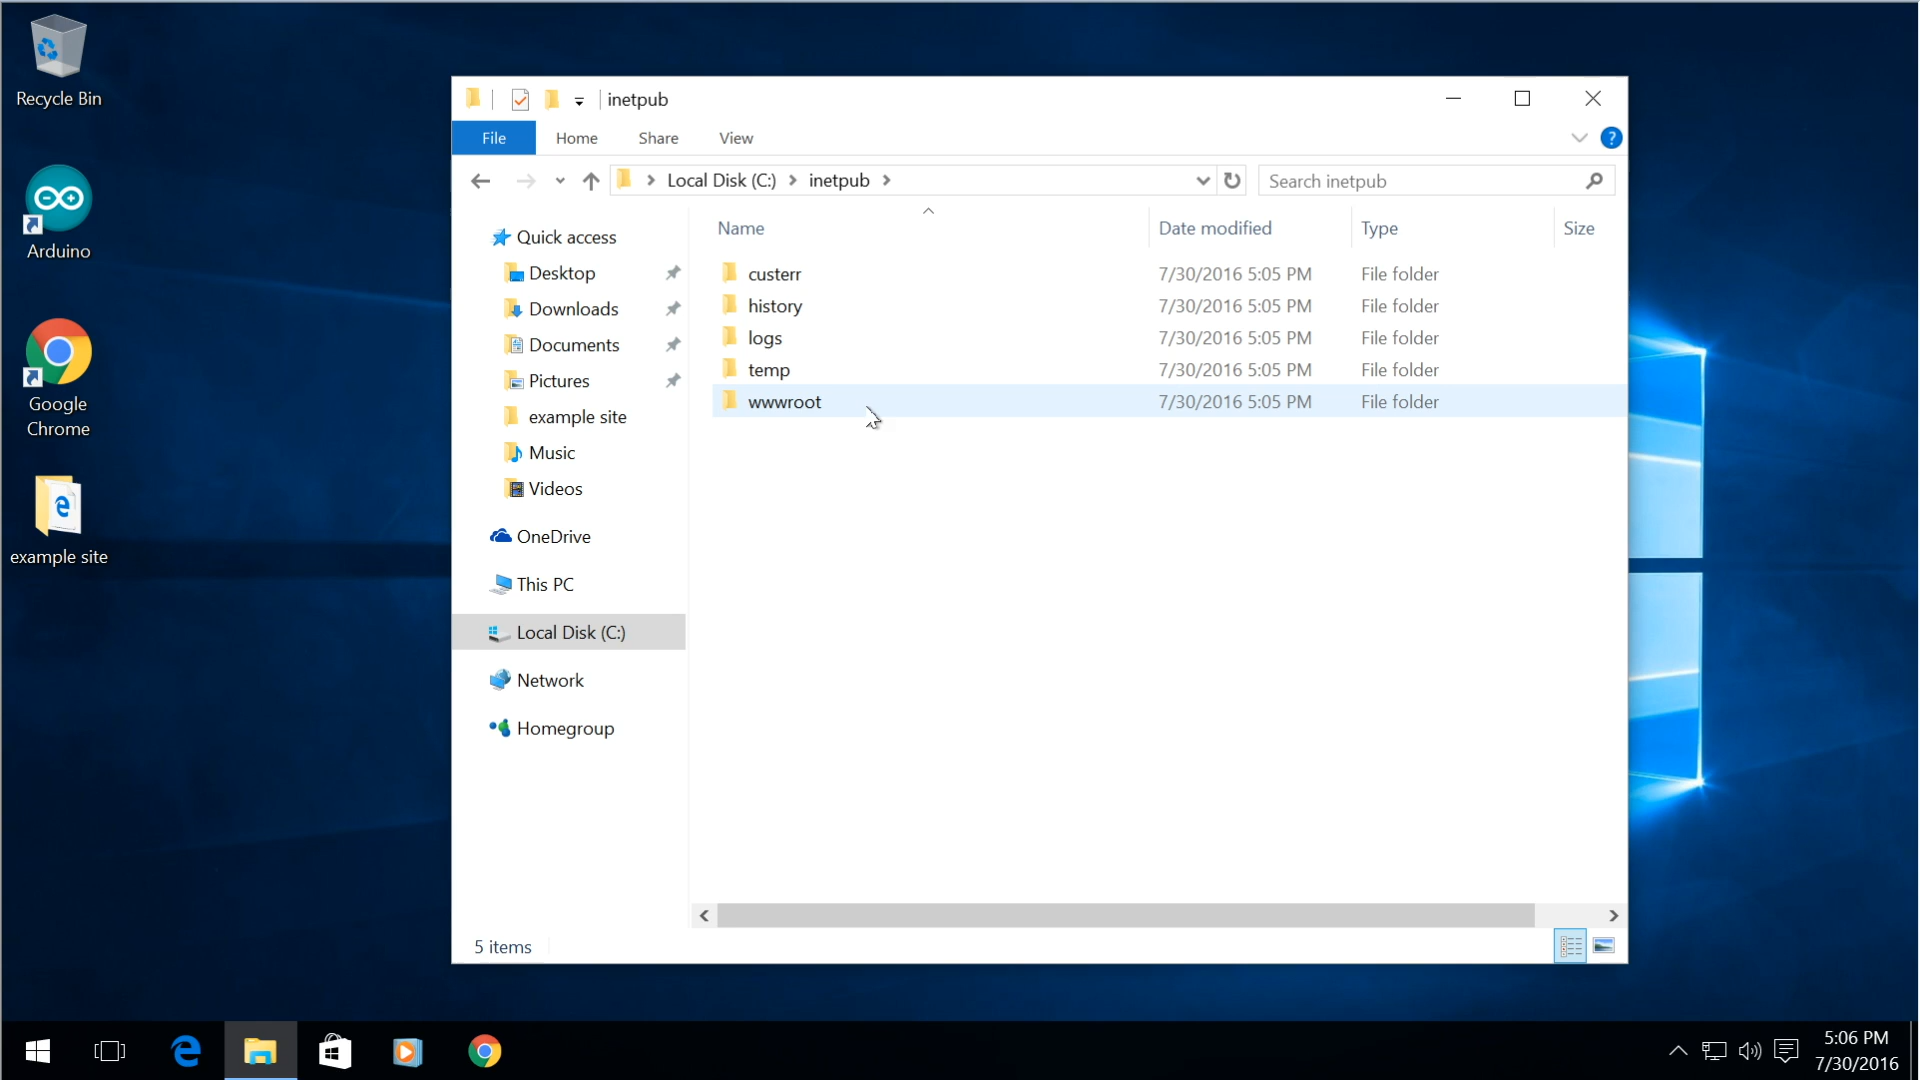 Recycle Bin
Arduino
Google
Chrome
example site
inetpub
File Home Share View
?
Local Disk (C:) inetpub
Search inetpub
Quick access
Desktop
Downloads
Documents
Pictures
example site
Music
Videos
OneDrive
This PC
Local Disk (C:)
Network
Homegroup
Name Date modified Type Size
custerr 7/30/2016 5:05 PM File folder
history 7/30/2016 5:05 PM File folder
logs 7/30/2016 5:05 PM File folder
temp 7/30/2016 5:05 PM File folder
wwwroot 7/30/2016 5:05 PM File folder
5 items
5:06 PM
7/30/2016